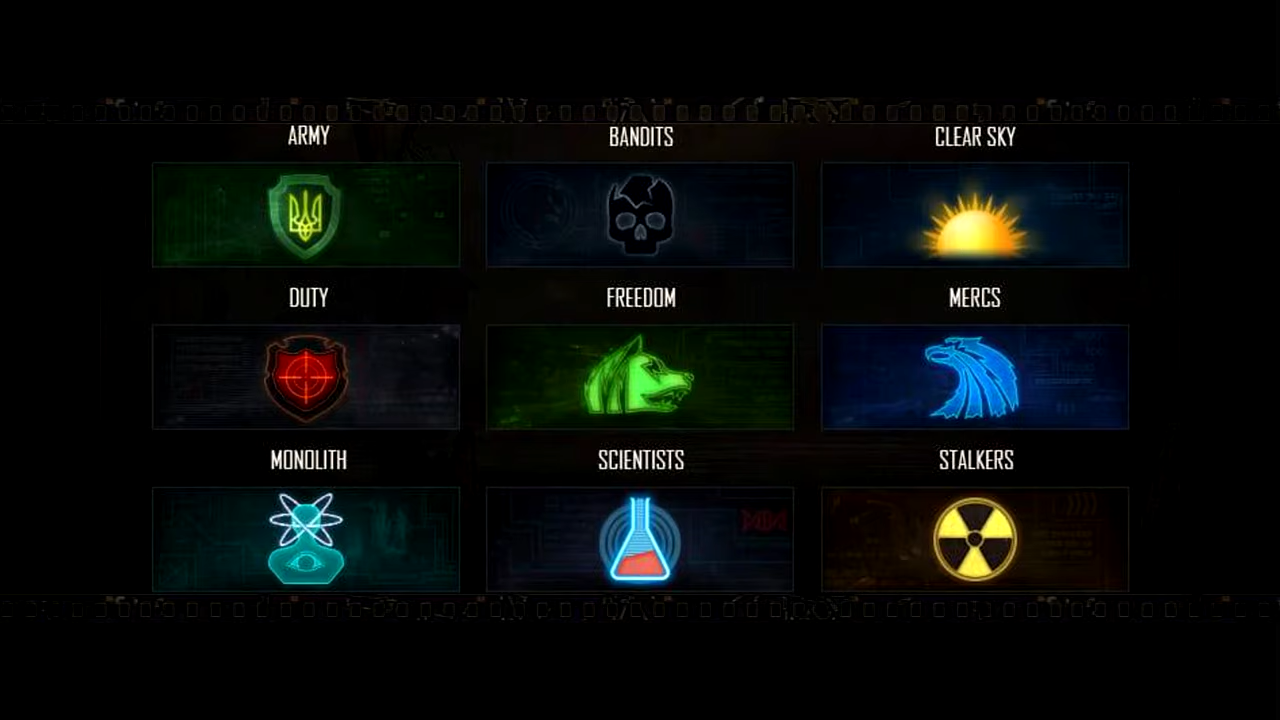 ARMY
BANDITS
CLEAR SKY
DUTY
FREEDOM
MERCS
MONOLITH
SCIENTISTS
STALKERS